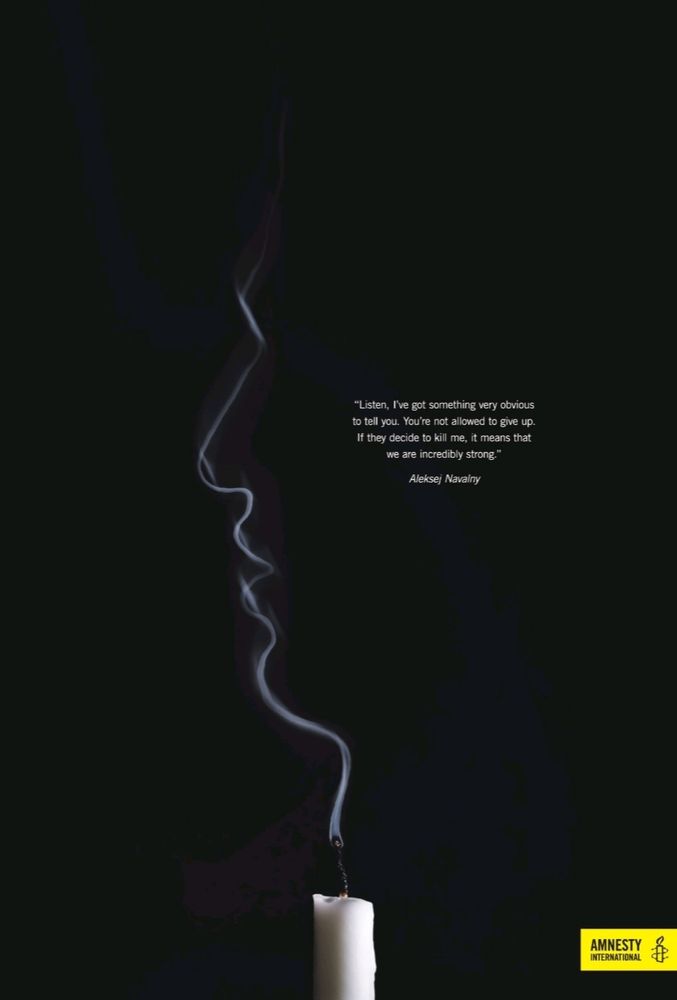 “Listen, I’ve got something very obvious
to tell you. You’re not allowed to give up.
If they decide to kill me, it means that
we are incredibly strong.”
Aleksej Navalny
AMNESTY
INTERNATIONAL